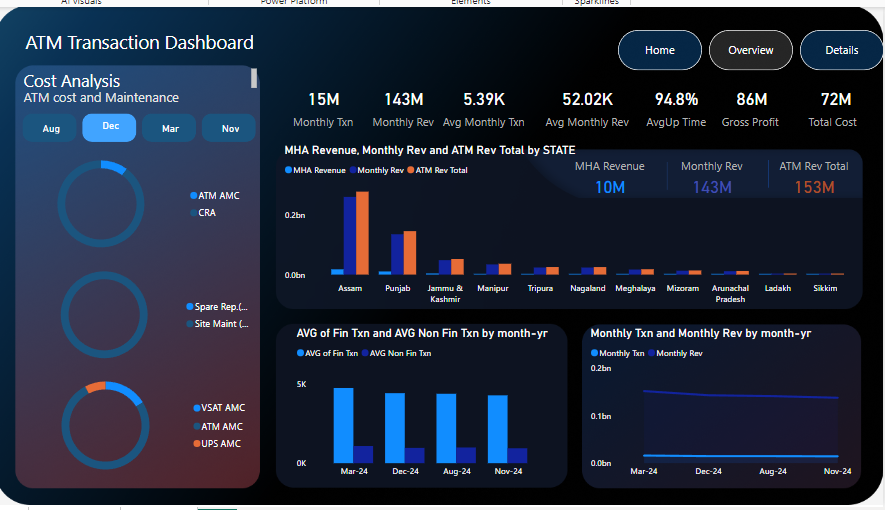 AI visuals
Power Platform
Elements
Sparklines
ATM Transaction Dashboard
Home
Overview
Details
Cost Analysis
ATM cost and Maintenance
Aug
Dec
Mar
Nov
ATM AMC
CRA
Spare Rep.(...
Site Maint (...
VSAT AMC
ATM AMC
UPS AMC
15M
Monthly Txn
143M
Monthly Rev
5.39K
Avg Monthly Txn
52.02K
Avg Monthly Rev
94.8%
AvgUp Time
86M
Gross Profit
72M
Total Cost
MHA Revenue, Monthly Rev and ATM Rev Total by STATE
MHA Revenue Monthly Rev ATM Rev Total
MHA Revenue
10M
Monthly Rev
143M
ATM Rev Total
153M
0.2bn
0.0bn
Assam
Punjab
Jammu &
Kashmir
Manipur
Tripura
Nagaland
Meghalaya
Mizoram
Arunachal
Pradesh
Ladakh
Sikkim
AVG of Fin Txn and AVG Non Fin Txn by month-yr
AVG of Fin Txn AVG Non Fin Txn
5K
0K
Mar-24
Dec-24
Aug-24
Nov-24
Monthly Txn and Monthly Rev by month-yr
Monthly Txn Monthly Rev
0.2bn
0.1bn
0.0bn
Mar-24
Dec-24
Aug-24
Nov-24